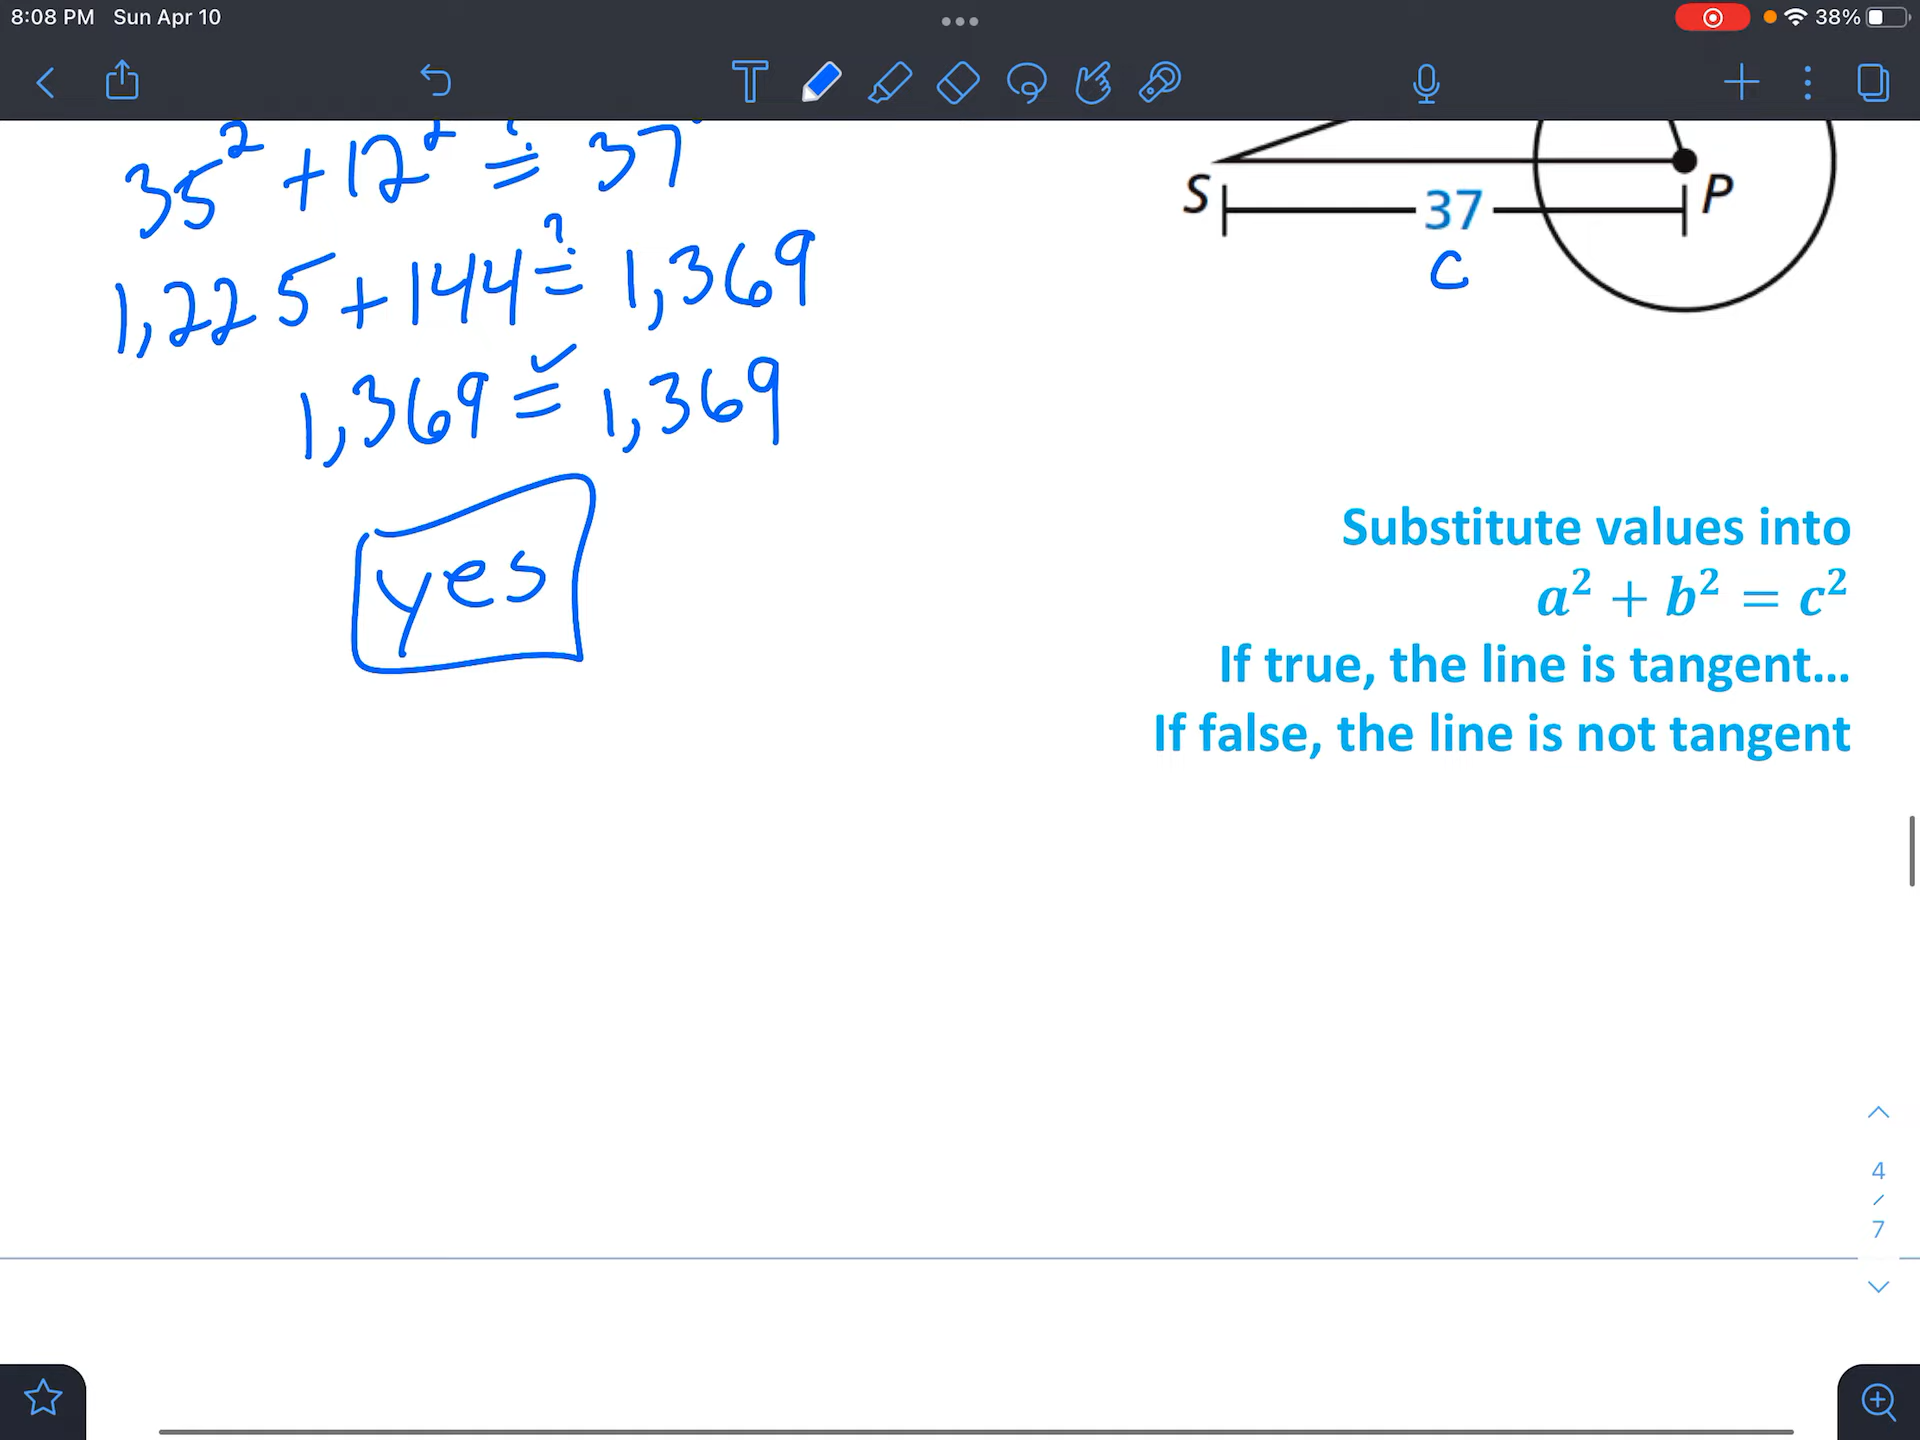 8:08 PM Sun Apr 10
38%
T
35² + 12² ≟ 37
1,225 + 144 ≟ 1,369
1,369 = 1,369
yes
S
37
P
C
Substitute values into
a² + b² = c²
If true, the line is tangent...
If false, the line is not tangent
4
/
7